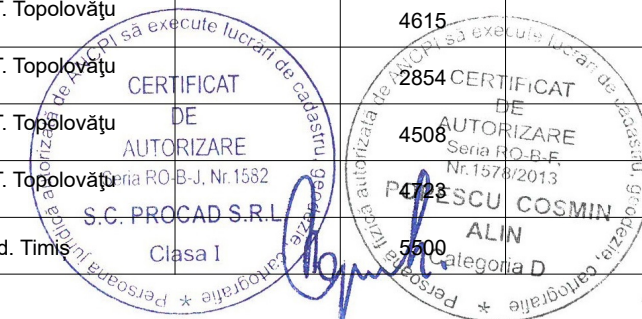 T. Topolovăţu 4615
T. Topolovăţu 2854
T. Topolovăţu 4508
T. Topolovăţu 4723
d. Timiş 5500
Persoană juridică autorizată de ANCPI să execute lucrări de cadastru, geodezie, cartografie *
CERTIFICAT
DE
AUTORIZARE
Seria RO-B-J, Nr.1582
S.C. PROCAD S.R.L
Clasa I
Persoană fizică autorizată de ANCPI să execute lucrări de cadastru, geodezie, cartografie *
CERTIFICAT
DE
AUTORIZARE
Seria RO-B-F,
Nr.1578/2013
POPESCU COSMIN
ALIN
Categoria D